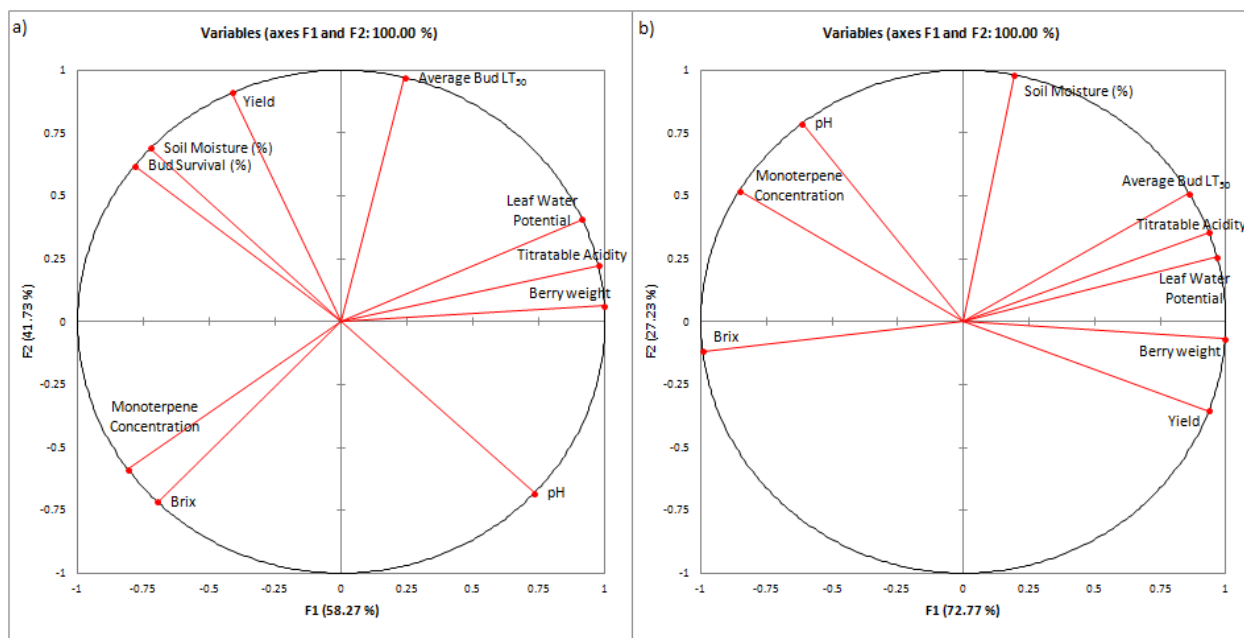 a)
Variables (axes F1 and F2: 100.00 %)
1
0.75
0.5
0.25
0
-0.25
-0.5
-0.75
-1
F2 (41.73 %)
Average Bud LT50
Yield
Soil Moisture (%)
Bud Survival (%)
Leaf Water
Potential
Titratable Acidity
Berry weight
Monoterpene
Concentration
Brix
pH
-1
-0.75
-0.5
-0.25
0
0.25
0.5
0.75
1
F1 (58.27 %)
b)
Variables (axes F1 and F2: 100.00 %)
1
0.75
0.5
0.25
0
-0.25
-0.5
-0.75
-1
F2 (27.23 %)
Soil Moisture (%)
pH
Monoterpene
Concentration
Average Bud LT50
Titratable Acidity
Leaf Water
Potential
Brix
Berry weight
Yield
-1
-0.75
-0.5
-0.25
0
0.25
0.5
0.75
1
F1 (72.77 %)